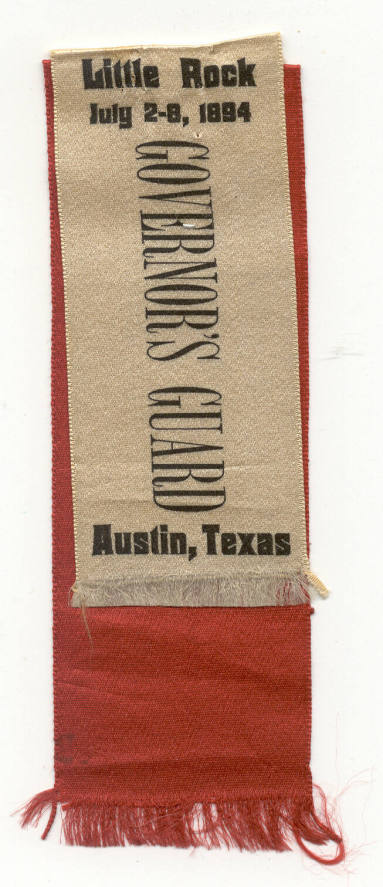 Little Rock
July 2-8, 1894
GOVERNOR'S GUARD
Austin, Texas